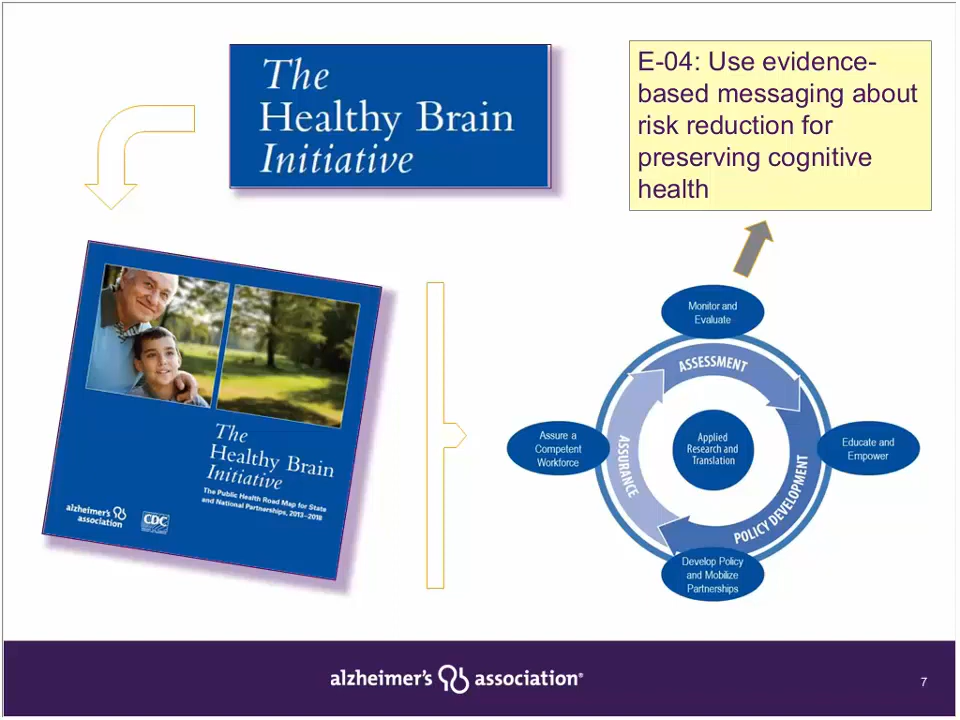 The
Healthy Brain
Initiative
E-04: Use evidence-
based messaging about
risk reduction for
preserving cognitive
health
The
Healthy Brain
Initiative
The Public Health Road Map for State
and National Partnerships, 2013–2018
alzheimer's
association
CDC
Monitor and
Evaluate
ASSESSMENT
Assure a
Competent
Workforce
ASSURANCE
Applied
Research and
Translation
Educate and
Empower
POLICY DEVELOPMENT
Develop Policy
and Mobilize
Partnerships
alzheimer's association®
7